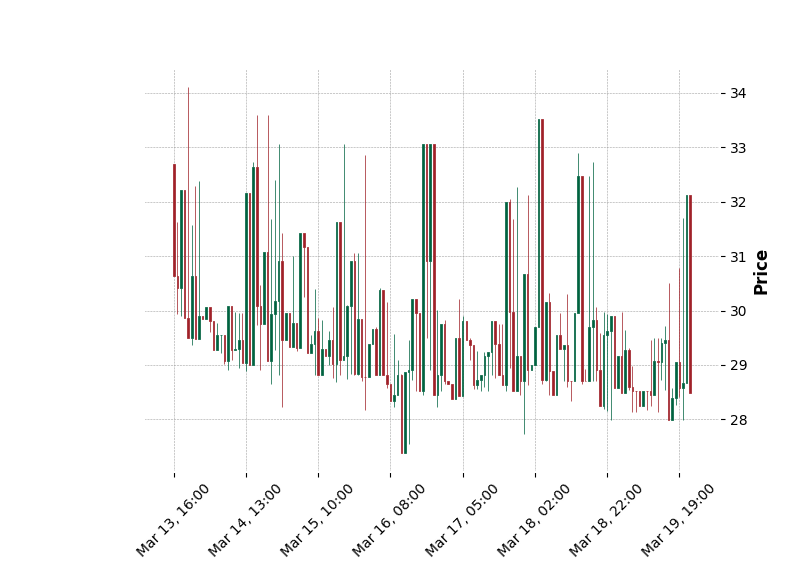 34
33
32
31
30
29
28
Price
Mar 13, 16:00
Mar 14, 13:00
Mar 15, 10:00
Mar 16, 08:00
Mar 17, 05:00
Mar 18, 02:00
Mar 18, 22:00
Mar 19, 19:00